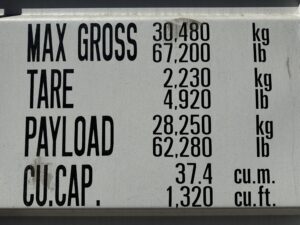 MAX GROSS 30,480 kg
67,200 lb
TARE 2,230 kg
4,920 lb
PAYLOAD 28,250 kg
62,280 lb
CU.CAP. 37.4 cu.m.
1,320 cu.ft.